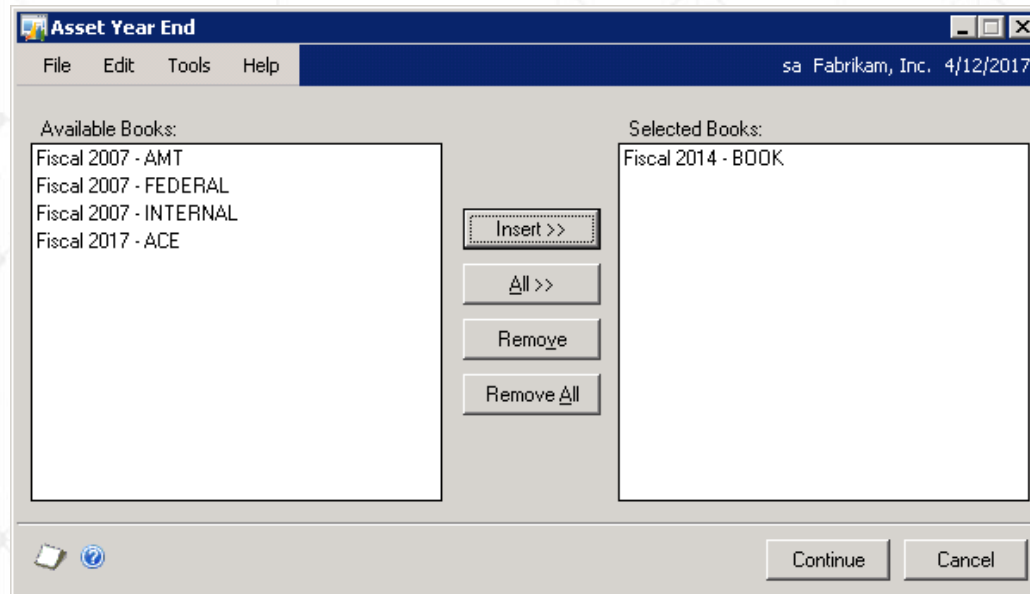 Asset Year End
File Edit Tools Help sa Fabrikam, Inc. 4/12/2017
Available Books:
Fiscal 2007 - AMT
Fiscal 2007 - FEDERAL
Fiscal 2007 - INTERNAL
Fiscal 2017 - ACE
Insert >>
All >>
Remove
Remove All
Selected Books:
Fiscal 2014 - BOOK
Continue Cancel